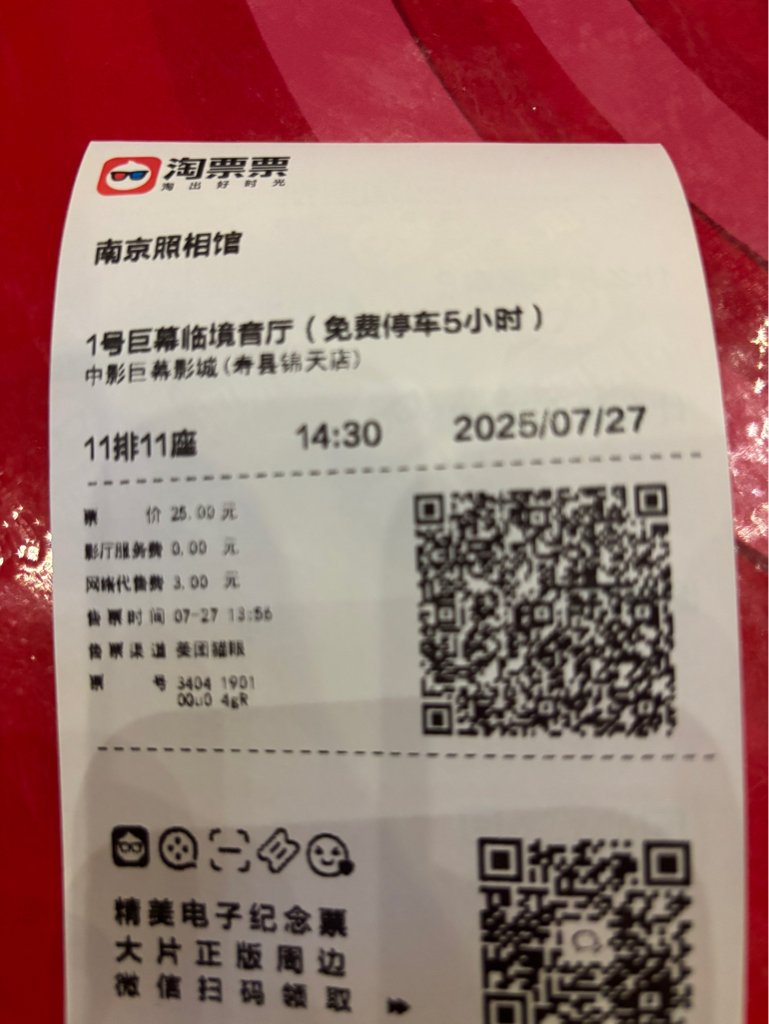 淘票票
淘出好时光
南京照相馆
1号巨幕临境音厅(免费停车5小时)
中影巨幕影城(寿县锦天店)
11排11座 14:30 2025/07/27
票价 25.00 元
影厅服务费 0.00 元
网络代售费 3.00 元
售票时间 07-27 13:56
售票渠道 美团猫眼
票号 3404 1901
4gR
精美电子纪念票
大片正版周边
微信扫码领取